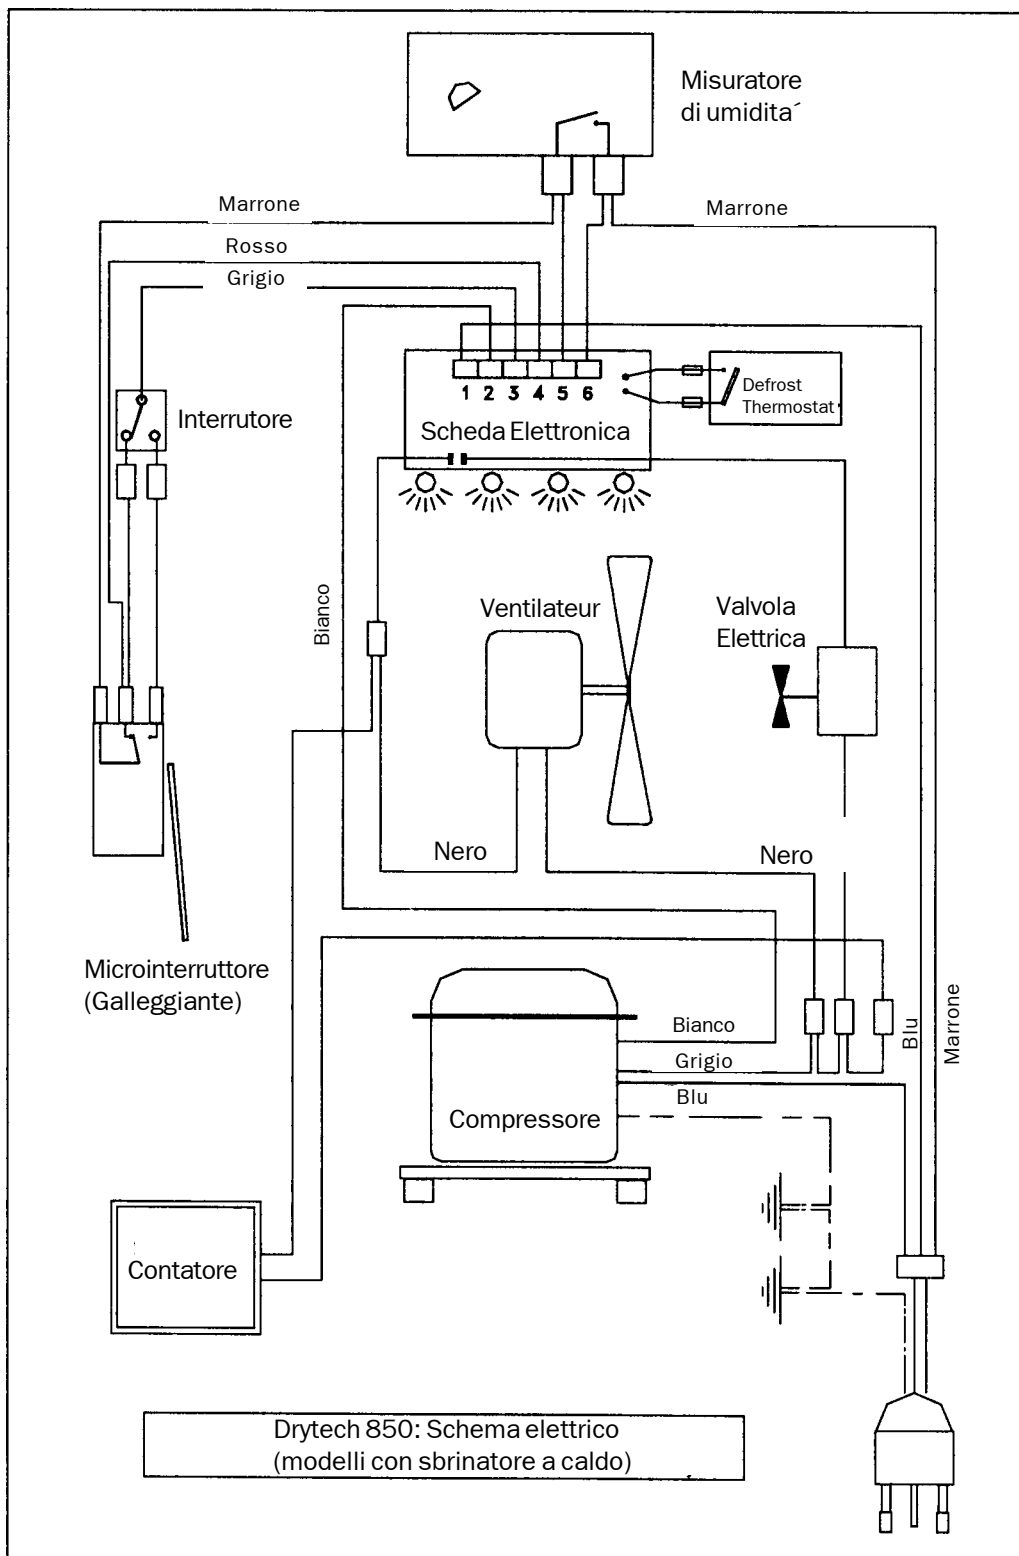 Misuratore
di umidita´
Marrone
Marrone
Rosso
Grigio
1 2 3 4 5 6
Defrost
Thermostat
Interrutore
Scheda Elettronica
Bianco
Ventilateur
Valvola
Elettrica
Nero
Nero
Microinterruttore
(Galleggiante)
Bianco
Grigio
Blu
Blu
Marrone
Compressore
Contatore
Drytech 850: Schema elettrico
(modelli con sbrinatore a caldo)